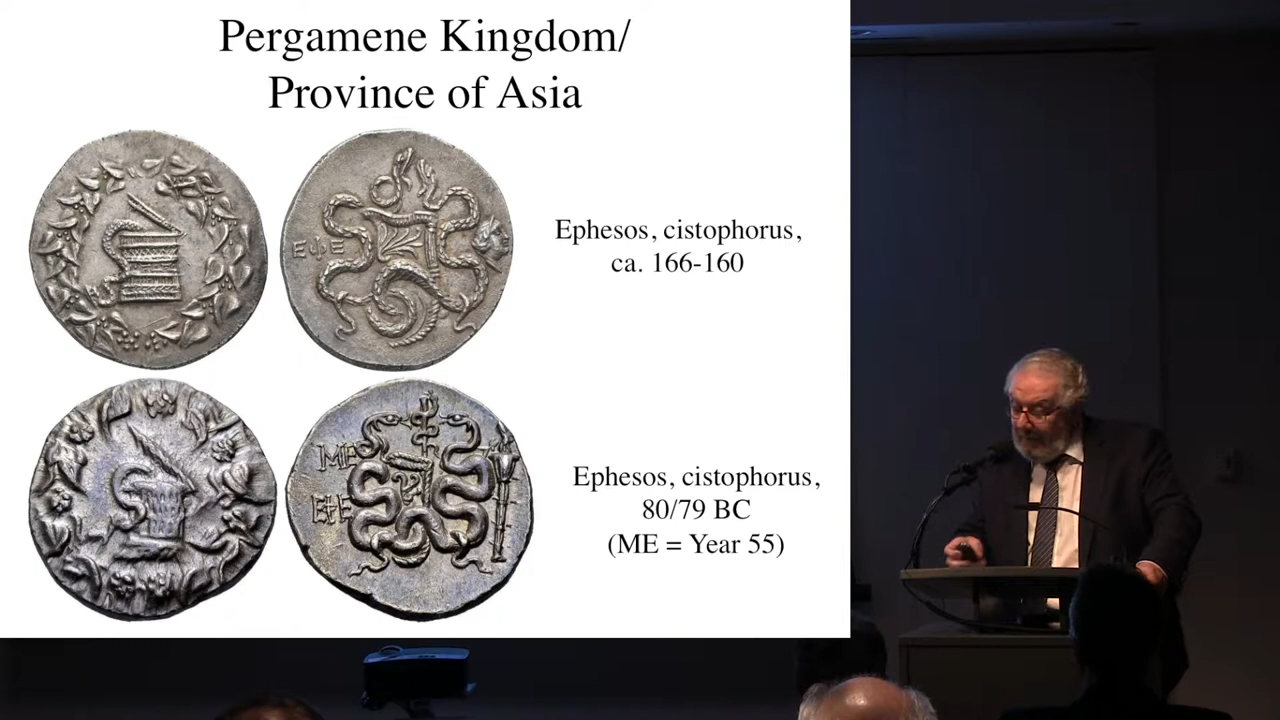 Pergamene Kingdom/
Province of Asia
ΕΦΕ
Ephesos, cistophorus,
ca. 166-160
ΜΕ
ΕΦΕ
Ephesos, cistophorus,
80/79 BC
(ME = Year 55)